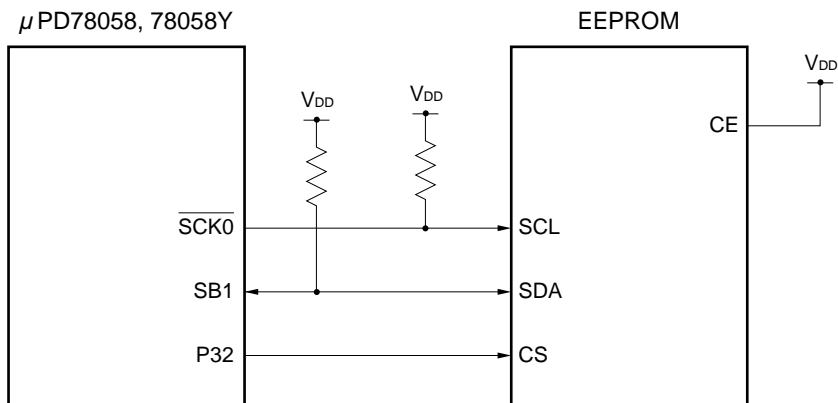 μPD78058, 78058Y
EEPROM
VDD
VDD
VDD
CE
SCK0
SCL
SB1
SDA
P32
CS